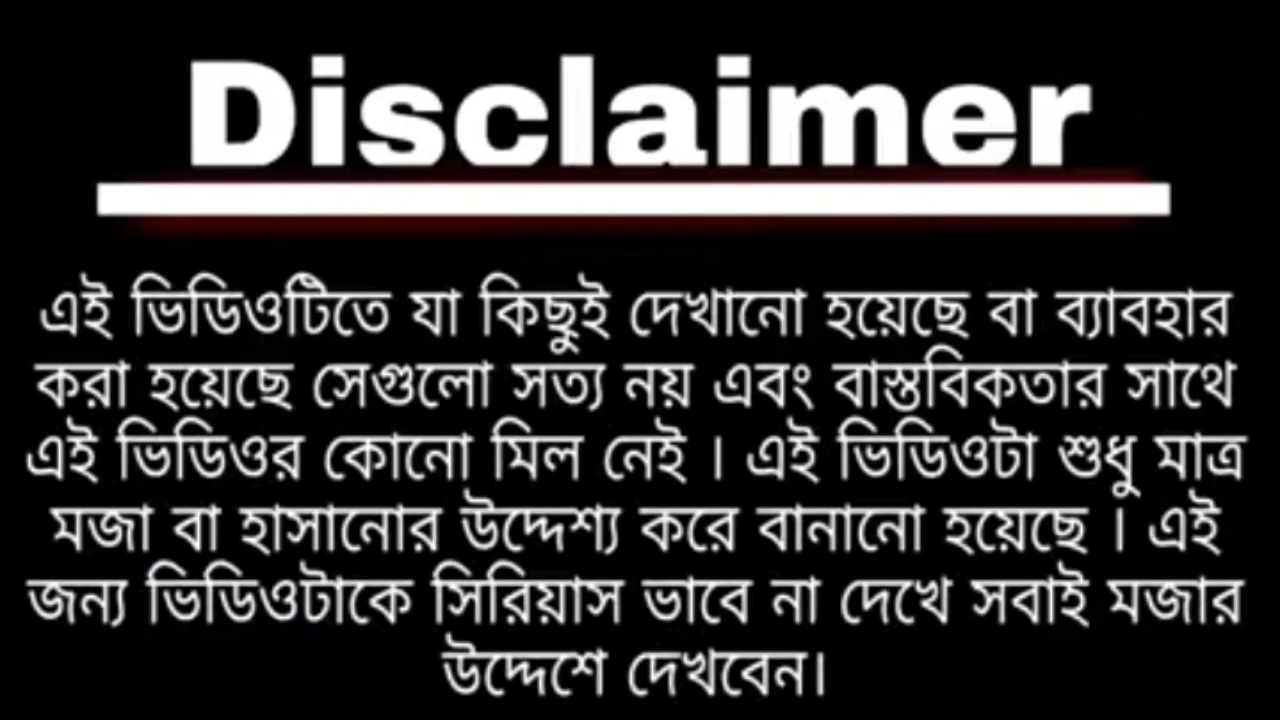 Disclaimer
এই ভিডিওটিতে যা কিছুই দেখানো হয়েছে বা ব্যাবহার
করা হয়েছে সেগুলো সত্য নয় এবং বাস্তবিকতার সাথে
এই ভিডিওর কোনো মিল নেই । এই ভিডিওটা শুধু মাত্র
মজা বা হাসানোর উদ্দেশ্য করে বানানো হয়েছে । এই
জন্য ভিডিওটাকে সিরিয়াস ভাবে না দেখে সবাই মজার
উদ্দেশে দেখবেন।